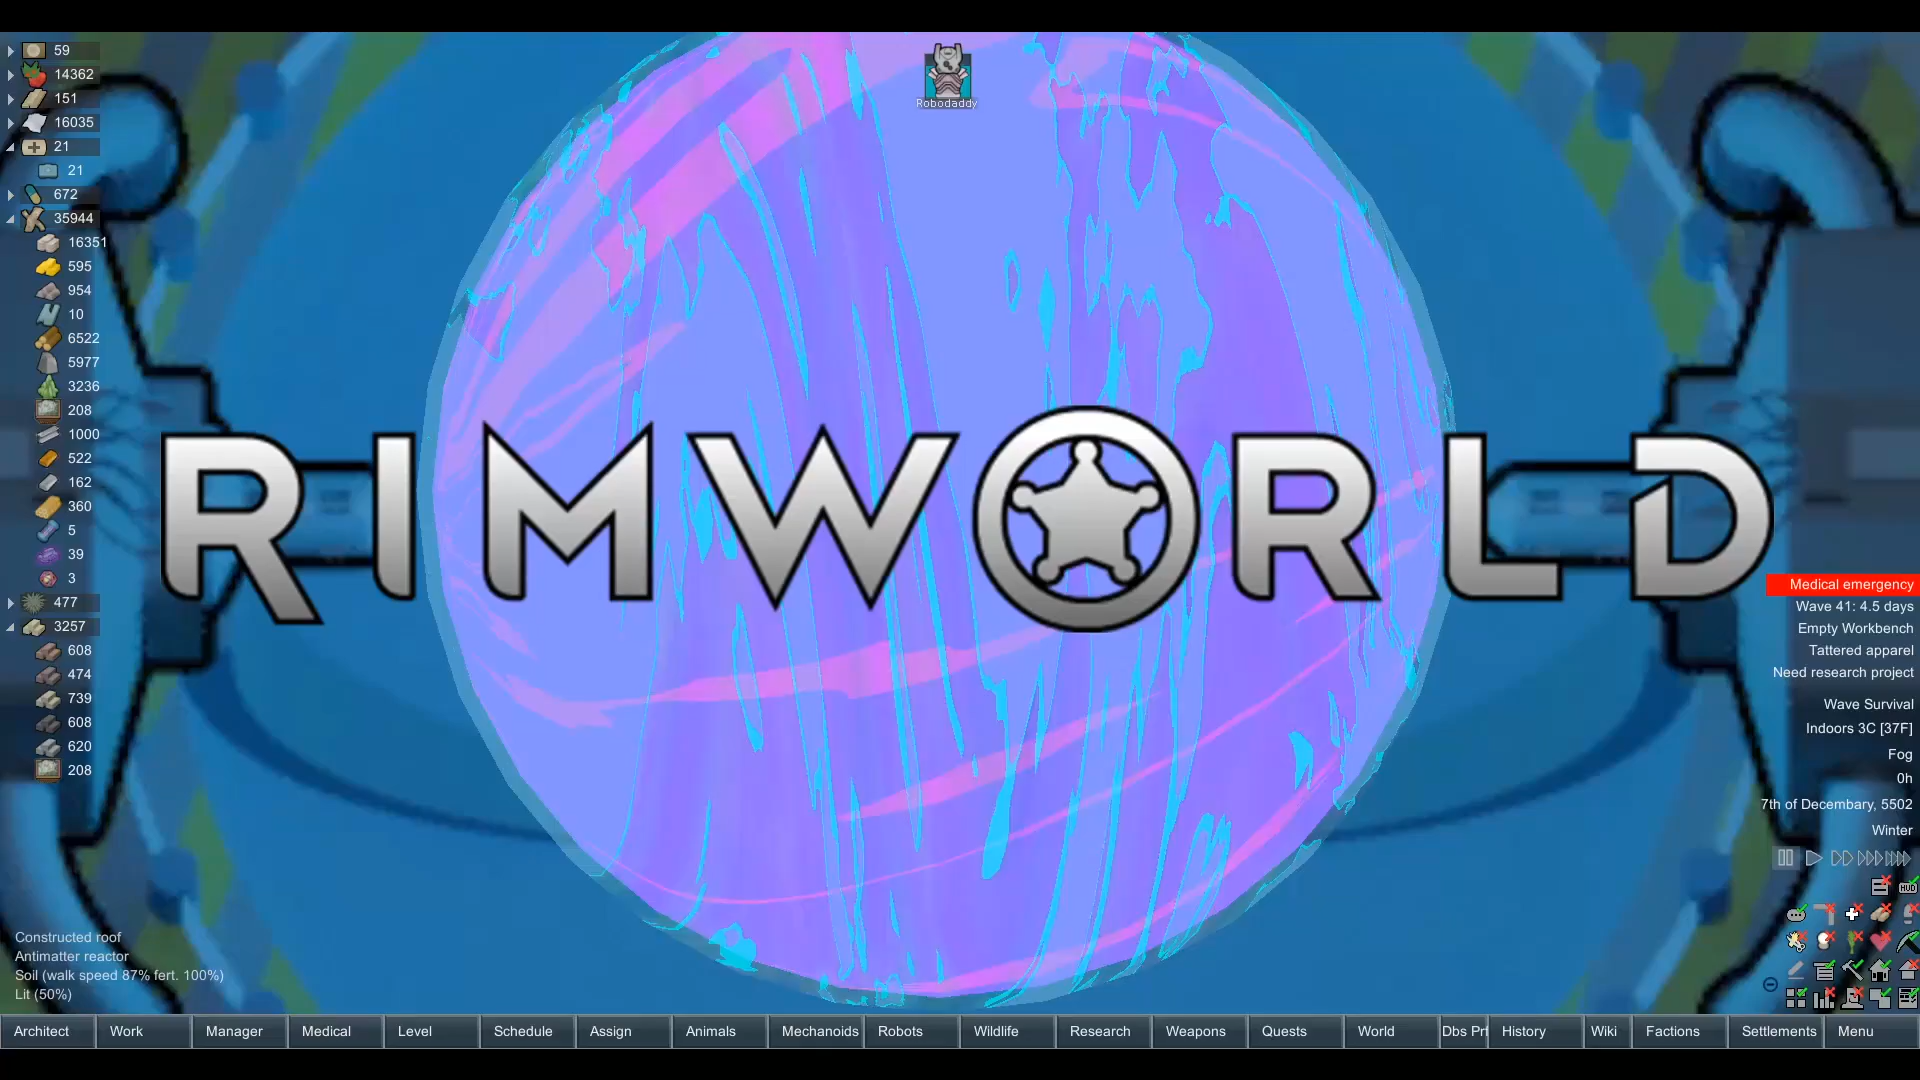 59
14362
151
16035
21
21
672
35944
16351
595
954
10
6522
5977
3236
208
1000
522
162
360
5
39
3
477
3257
608
474
739
608
620
208
Robodaddy
RIMWORLD
Medical emergency
Wave 41: 4.5 days
Empty Workbench
Tattered apparel
Need research project
Wave Survival
Indoors 3C [37F]
Fog
0h
7th of Decembary, 5502
Winter
HUD
Constructed roof
Antimatter reactor
Soil (walk speed 87% fert. 100%)
Lit (50%)
Architect Work Manager Medical Level Schedule Assign Animals Mechanoids Robots Wildlife Research Weapons Quests World Dbs Prf History Wiki Factions Settlements Menu